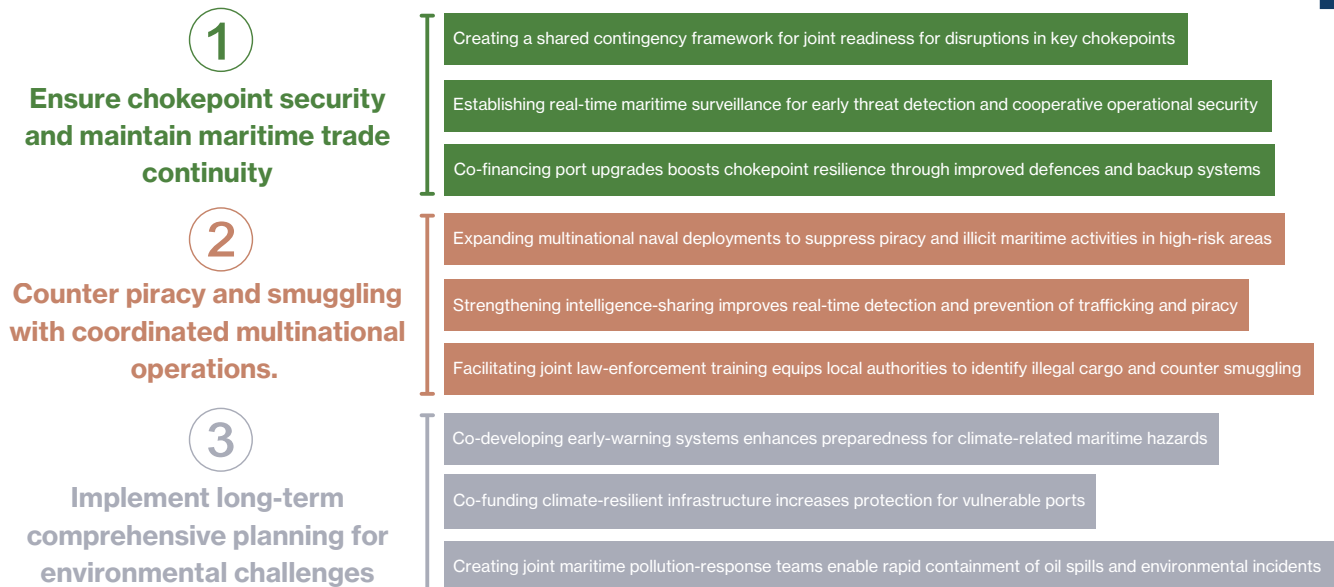 1
Ensure chokepoint security
and maintain maritime trade
continuity
Creating a shared contingency framework for joint readiness for disruptions in key chokepoints
Establishing real-time maritime surveillance for early threat detection and cooperative operational security
Co-financing port upgrades boosts chokepoint resilience through improved defences and backup systems
2
Counter piracy and smuggling
with coordinated multinational
operations.
Expanding multinational naval deployments to suppress piracy and illicit maritime activities in high-risk areas
Strengthening intelligence-sharing improves real-time detection and prevention of trafficking and piracy
Facilitating joint law-enforcement training equips local authorities to identify illegal cargo and counter smuggling
3
Implement long-term
comprehensive planning for
environmental challenges
Co-developing early-warning systems enhances preparedness for climate-related maritime hazards
Co-funding climate-resilient infrastructure increases protection for vulnerable ports
Creating joint maritime pollution-response teams enable rapid containment of oil spills and environmental incidents